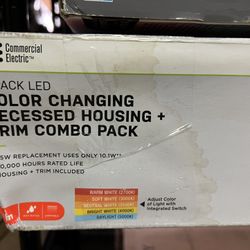 Commercial
Electric™
ACK LED
OLOR CHANGING
ECESSED HOUSING +
RIM COMBO PACK
5W REPLACEMENT USES ONLY 10.1W**
0,000 HOURS RATED LIFE
HOUSING + TRIM INCLUDED
WARM WHITE (2700K)
SOFT WHITE (3000K)
NEUTRAL WHITE (3500K)
BRIGHT WHITE (4000K)
DAYLIGHT (5000K)
Adjust Color
of Light with
Integrated Switch